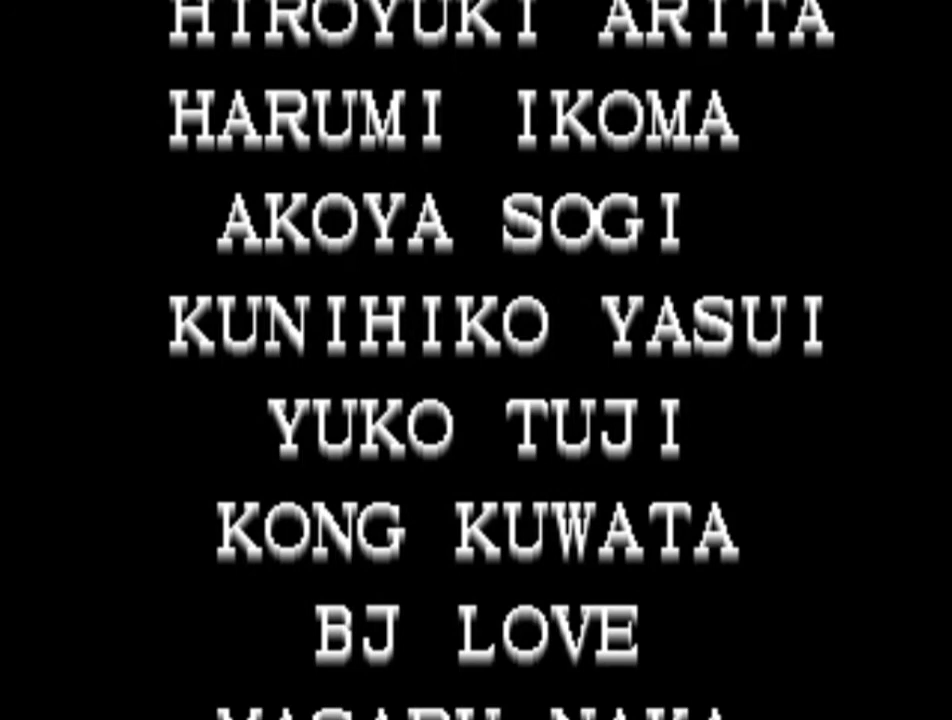 HIROYUKI ARITA
HARUMI IKOMA
AKOYA SOGI
KUNIHIKO YASUI
YUKO TUJI
KONG KUWATA
BJ LOVE